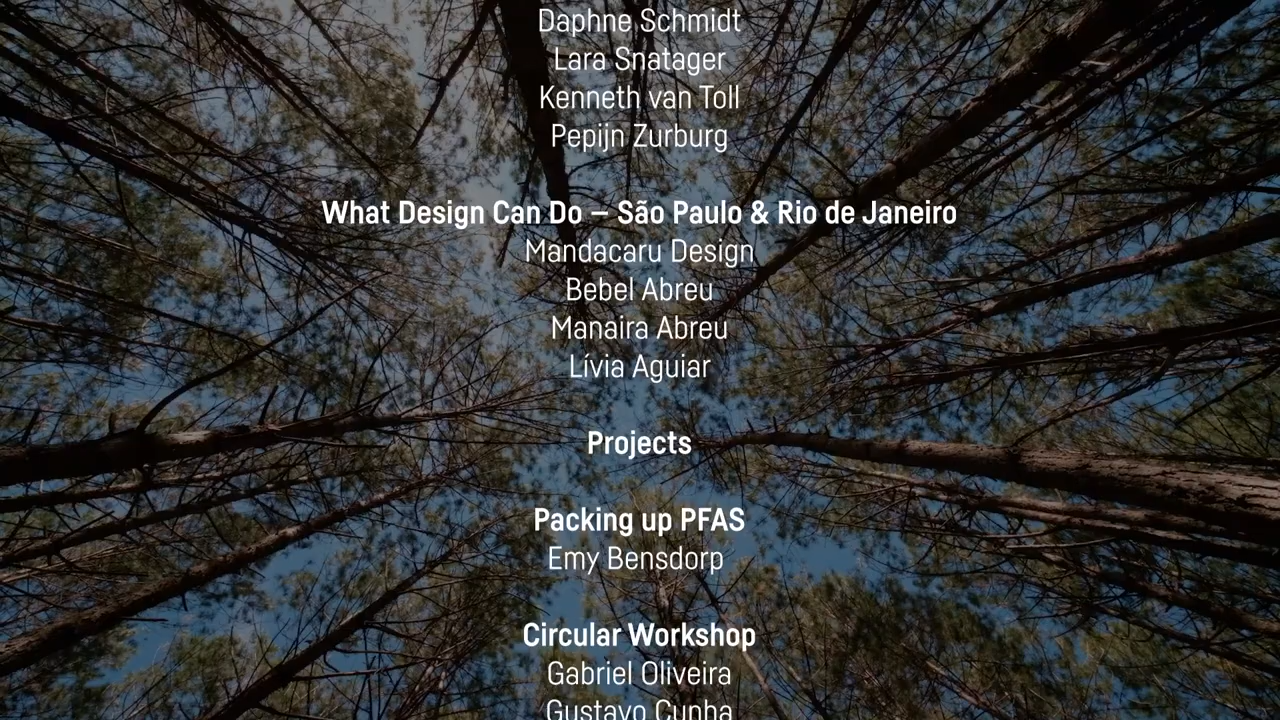 Daphne Schmidt
Lara Snatager
Kenneth van Toll
Pepijn Zurburg
What Design Can Do – São Paulo & Rio de Janeiro
Mandacaru Design
Bebel Abreu
Manaira Abreu
Lívia Aguiar
Projects
Packing up PFAS
Emy Bensdorp
Circular Workshop
Gabriel Oliveira
Gustavo Cunha